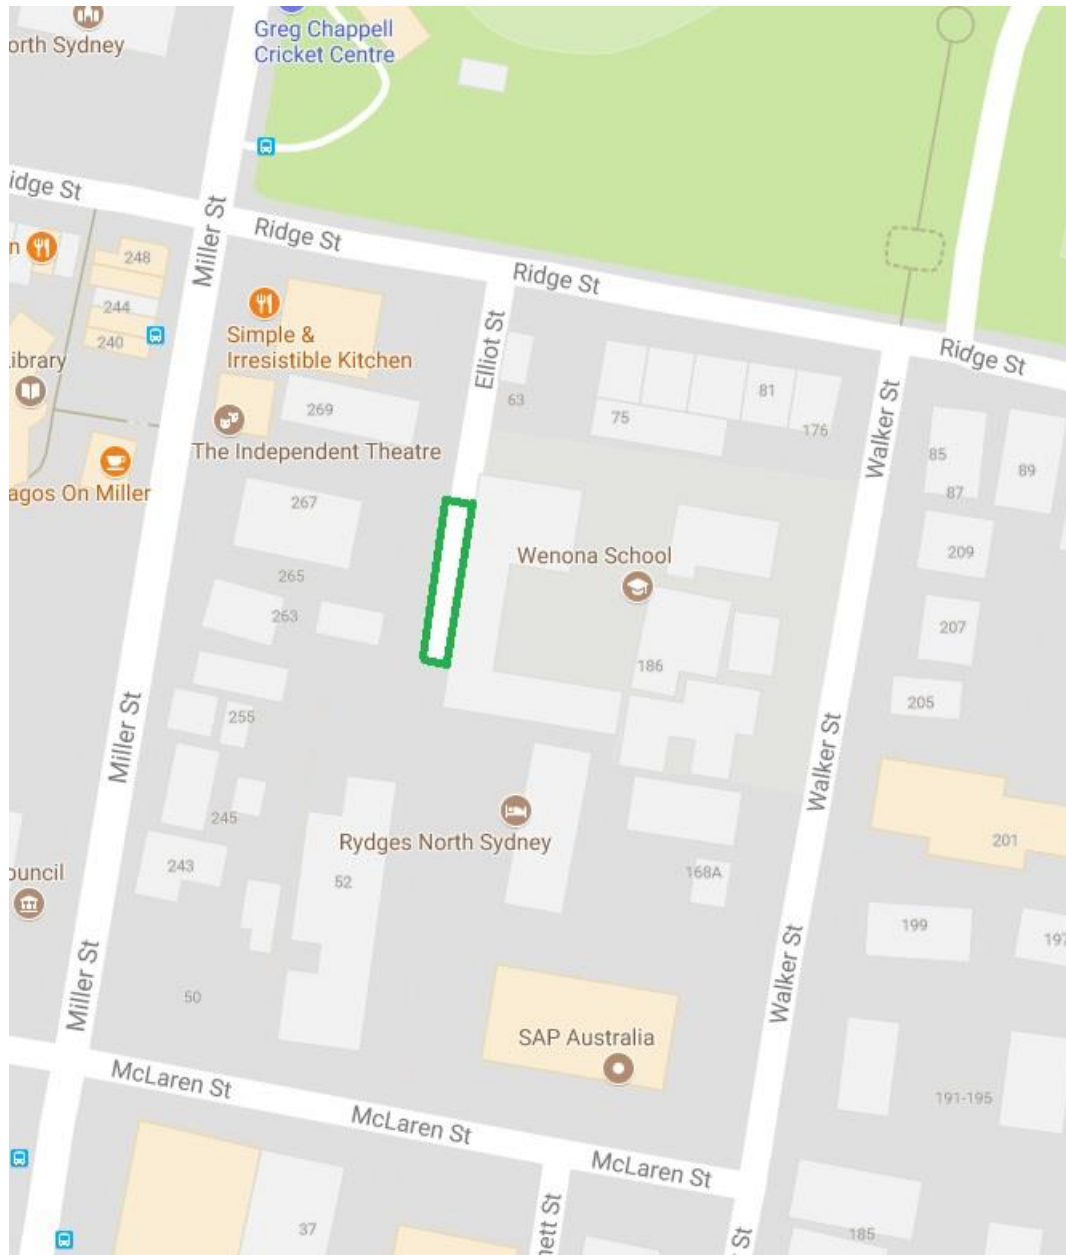 orth Sydney
Greg Chappell
Cricket Centre
idge St
Miller St
Ridge St
Ridge St
Ridge St
n
248
244
240
Simple &
Irresistible Kitchen
Elliot St
ibrary
63
81
75
176
269
The Independent Theatre
Walker St
85
87
89
agos On Miller
267
Wenona School
209
265
263
207
186
205
255
Miller St
Walker St
245
Rydges North Sydney
201
243
ouncil
52
168A
199
197
Miller St
50
Walker St
SAP Australia
McLaren St
McLaren St
McLaren St
191-195
nett St
37
185
St